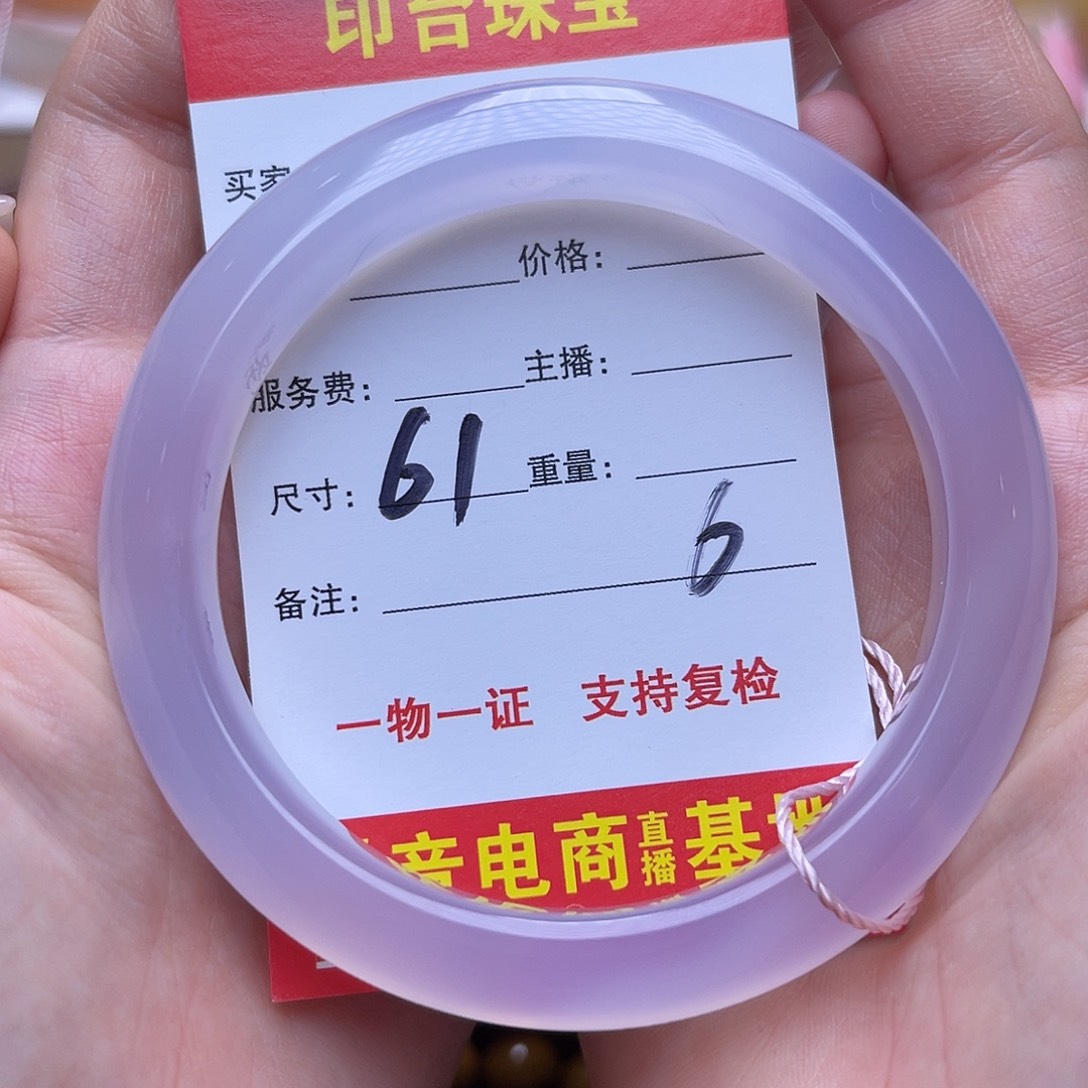 印台珠宝
买家
价格：
服务费： 主播：
尺寸：61 重量：
备注：6
一物一证 支持复检
音电商直播基地